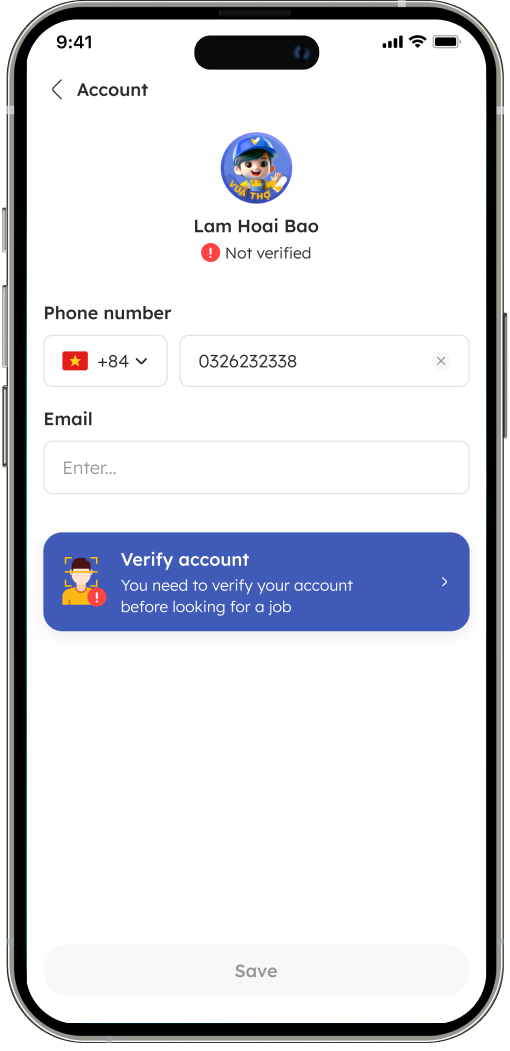 9:41
Account
VUA THỢ
Lam Hoai Bao
! Not verified
Phone number
+84
0326232338
Email
Enter...
Verify account
You need to verify your account
before looking for a job
!
Save